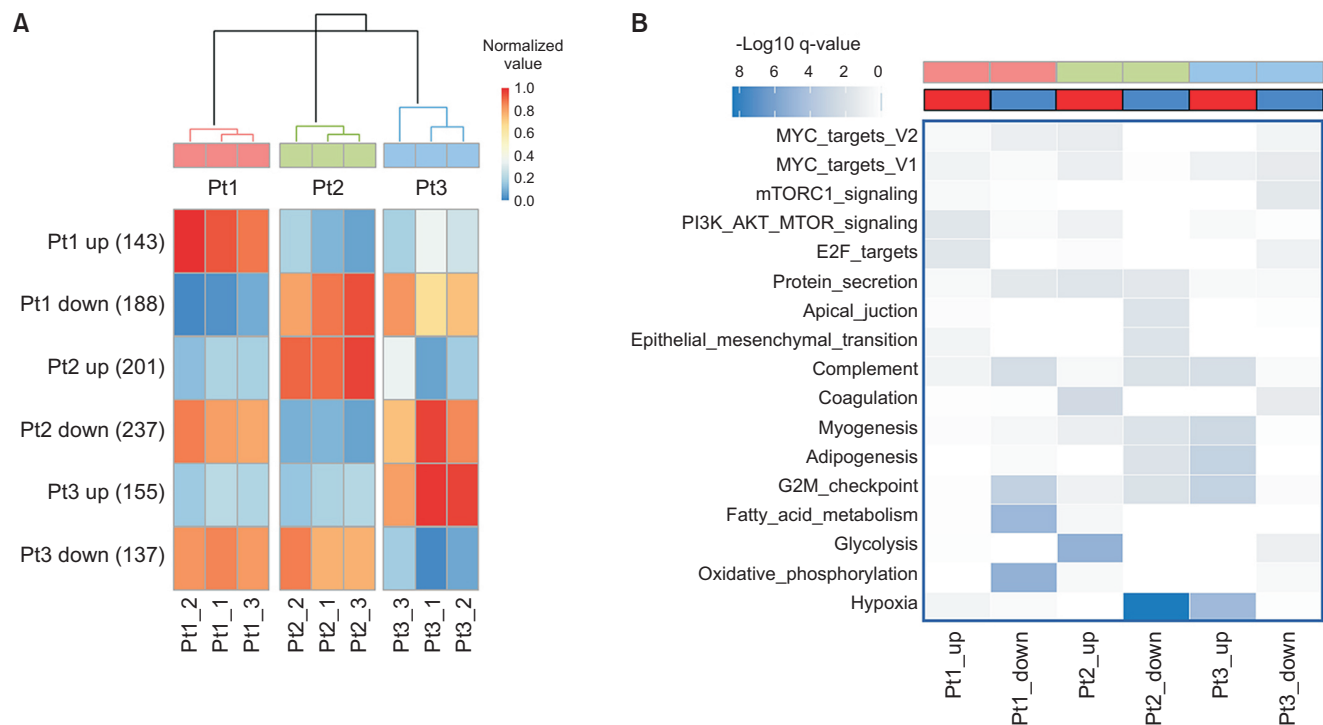 A
Normalized
value
1.0
0.8
0.6
0.4
0.2
0.0
Pt1
Pt2
Pt3
Pt1 up (143)
Pt1 down (188)
Pt2 up (201)
Pt2 down (237)
Pt3 up (155)
Pt3 down (137)
Pt1_2
Pt1_1
Pt1_3
Pt2_2
Pt2_1
Pt2_3
Pt3_3
Pt3_1
Pt3_2
B
-Log10 q-value
8 6 4 2 0
MYC_targets_V2
MYC_targets_V1
mTORC1_signaling
PI3K_AKT_MTOR_signaling
E2F_targets
Protein_secretion
Apical_juction
Epithelial_mesenchymal_transition
Complement
Coagulation
Myogenesis
Adipogenesis
G2M_checkpoint
Fatty_acid_metabolism
Glycolysis
Oxidative_phosphorylation
Hypoxia
Pt1_up
Pt1_down
Pt2_up
Pt2_down
Pt3_up
Pt3_down